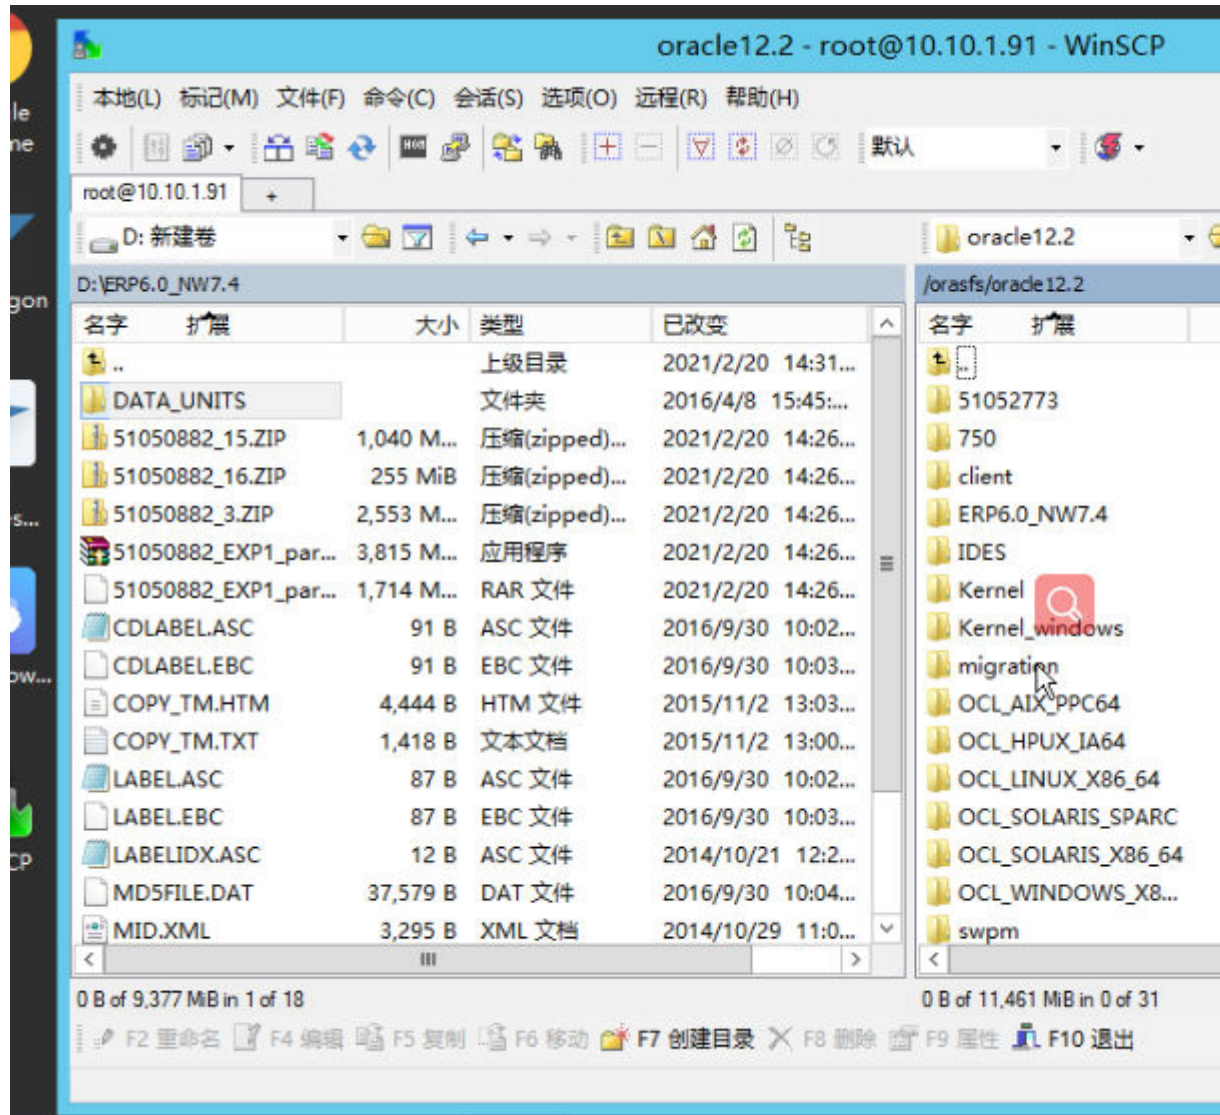 oracle12.2 - root@10.10.1.91 - WinSCP
le
me
本地(L) 标记(M) 文件(F) 命令(C) 会话(S) 选项(O) 远程(R) 帮助(H)
默认
root@10.10.1.91 +
D: 新建卷 oracle12.2
gon
D:\ERP6.0_NW7.4 /orasfs/oracle12.2
名字 扩展 大小 类型 已改变 名字 扩展
.. 上级目录 2021/2/20 14:31... ..
DATA_UNITS 文件夹 2016/4/8 15:45:... 51052773
51050882_15.ZIP 1,040 M... 压缩(zipped)... 2021/2/20 14:26... 750
51050882_16.ZIP 255 MiB 压缩(zipped)... 2021/2/20 14:26... client
s... 51050882_3.ZIP 2,553 M... 压缩(zipped)... 2021/2/20 14:26... ERP6.0_NW7.4
51050882_EXP1_par... 3,815 M... 应用程序 2021/2/20 14:26... IDES
51050882_EXP1_par... 1,714 M... RAR 文件 2021/2/20 14:26... Kernel
CDLABEL.ASC 91 B ASC 文件 2016/9/30 10:02... Kernel_windows
ow... CDLABEL.EBC 91 B EBC 文件 2016/9/30 10:03... migration
COPY_TM.HTM 4,444 B HTM 文件 2015/11/2 13:03... OCL_AIX_PPC64
COPY_TM.TXT 1,418 B 文本文档 2015/11/2 13:00... OCL_HPUX_IA64
LABEL.ASC 87 B ASC 文件 2016/9/30 10:02... OCL_LINUX_X86_64
LABEL.EBC 87 B EBC 文件 2016/9/30 10:03... OCL_SOLARIS_SPARC
CP LABELIDX.ASC 12 B ASC 文件 2014/10/21 12:2... OCL_SOLARIS_X86_64
MD5FILE.DAT 37,579 B DAT 文件 2016/9/30 10:04... OCL_WINDOWS_X8...
MID.XML 3,295 B XML 文档 2014/10/29 11:0... swpm
0 B of 9,377 MiB in 1 of 18 0 B of 11,461 MiB in 0 of 31
F2 重命名 F4 编辑 F5 复制 F6 移动 F7 创建目录 F8 删除 F9 属性 F10 退出